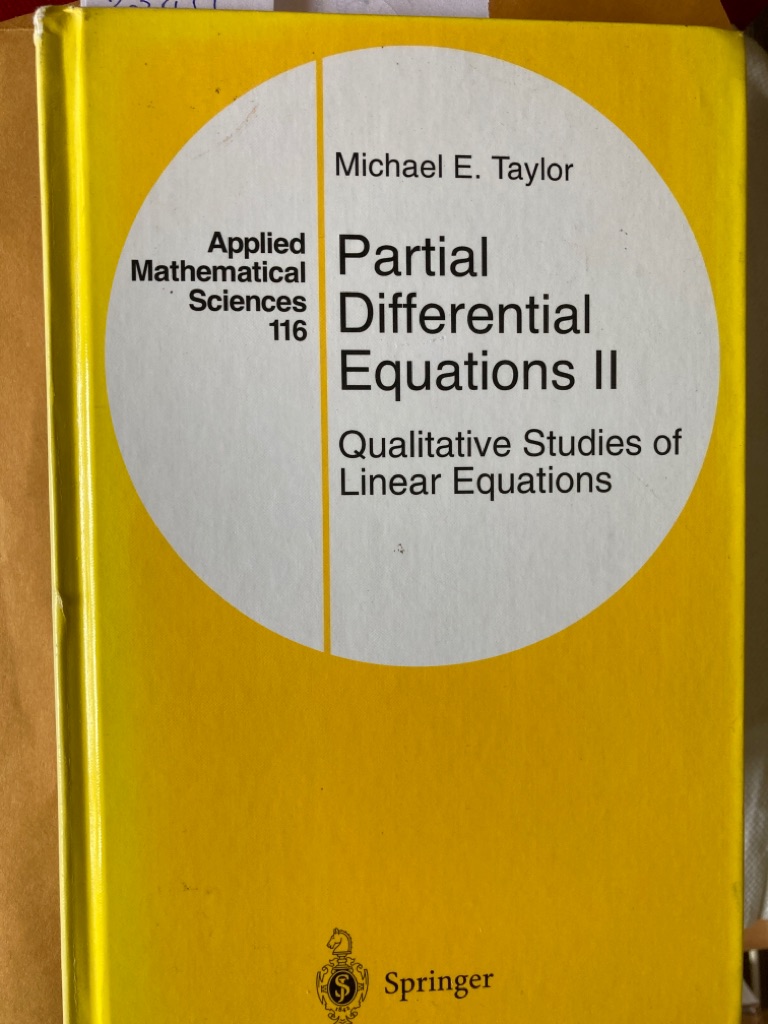 Michael E. Taylor
Applied
Mathematical
Sciences
116
Partial
Differential
Equations II
Qualitative Studies of
Linear Equations
Springer